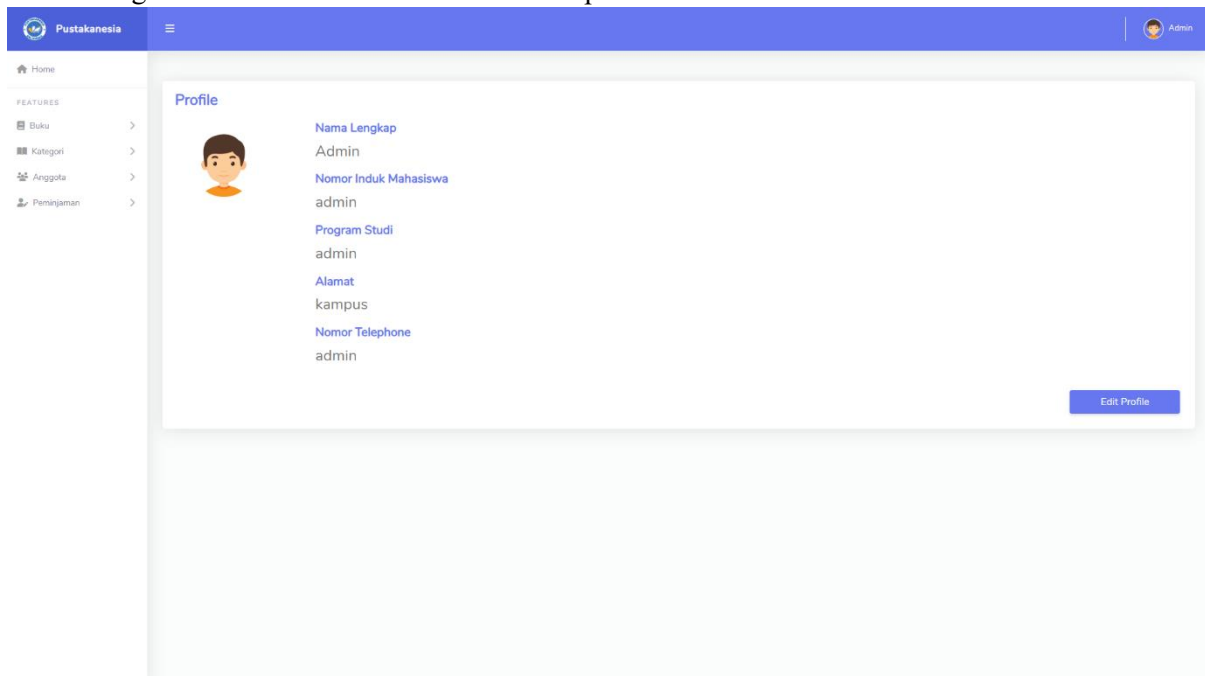 Pustakanesia
Admin
Home
FEATURES
Buku
Kategori
Anggota
Peminjaman
Profile
Nama Lengkap
Admin
Nomor Induk Mahasiswa
admin
Program Studi
admin
Alamat
kampus
Nomor Telephone
admin
Edit Profile